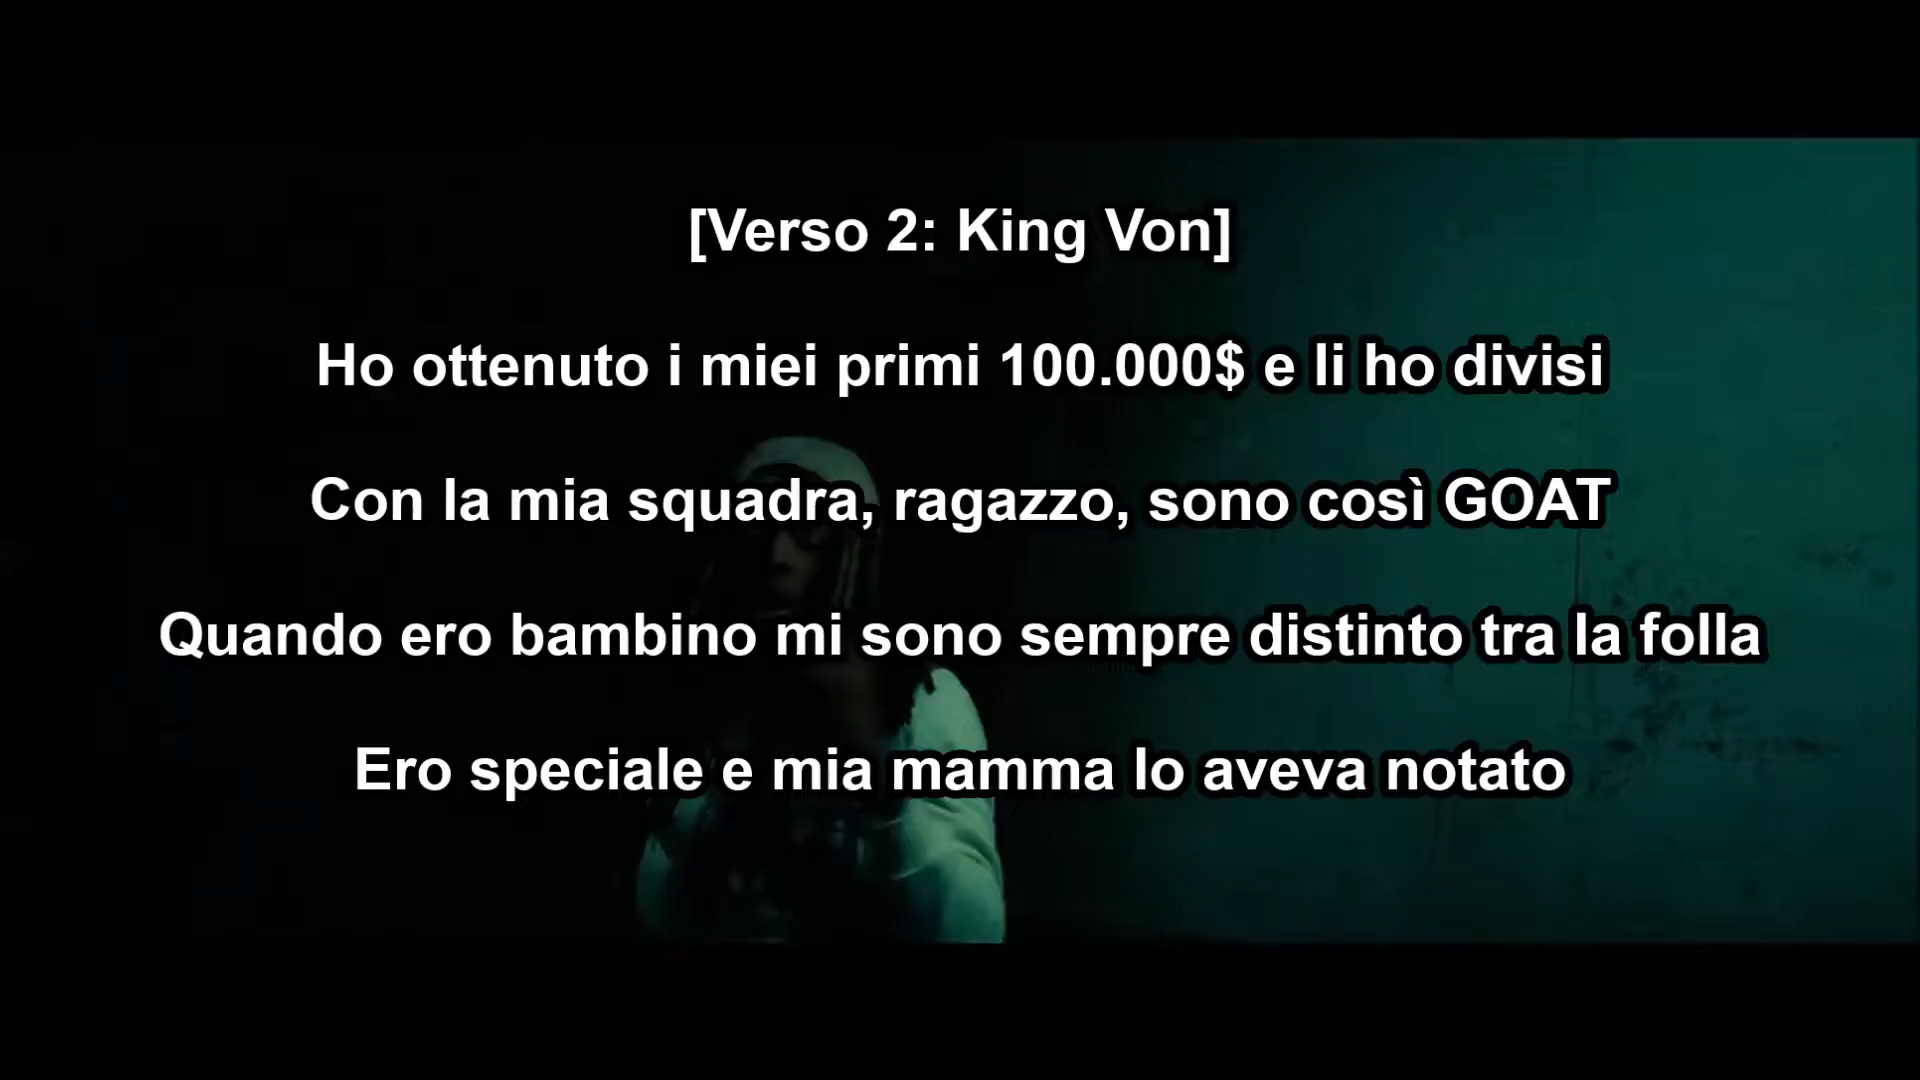 [Verso 2: King Von]
Ho ottenuto i miei primi 100.000$ e li ho divisi
Con la mia squadra, ragazzo, sono così GOAT
Quando ero bambino mi sono sempre distinto tra la folla
Ero speciale e mia mamma lo aveva notato